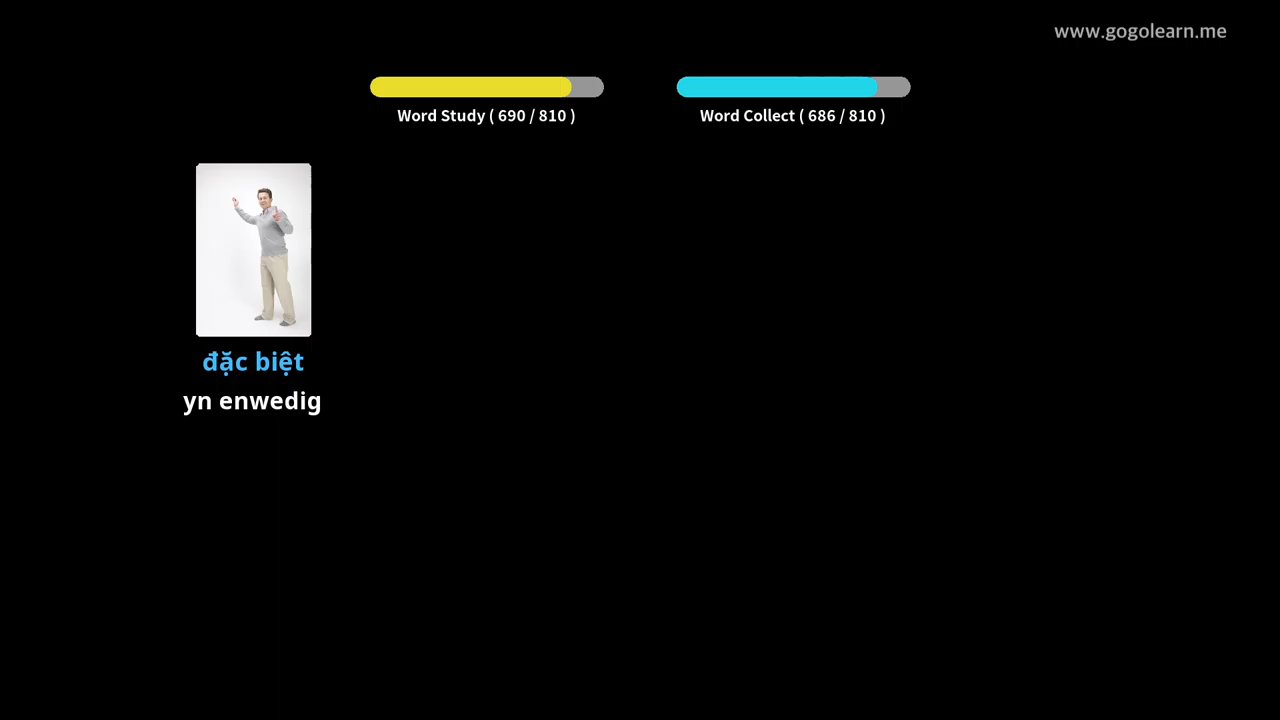 www.gogolearn.me
Word Study ( 690 / 810 )
Word Collect ( 686 / 810 )
đặc biệt
yn enwedig